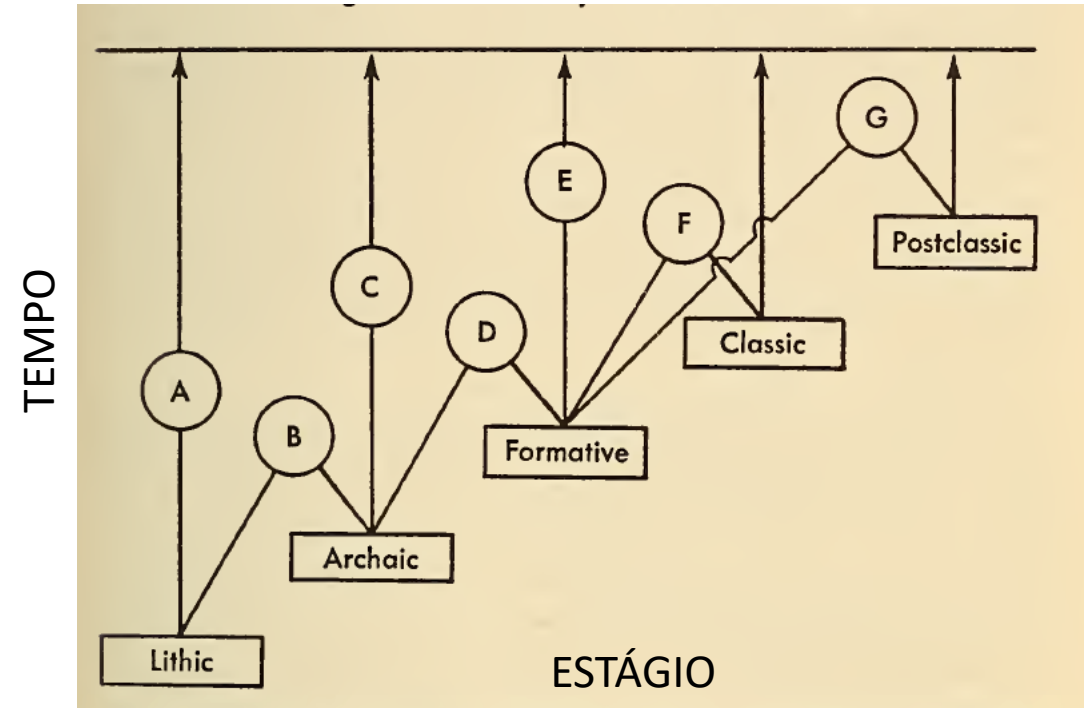 G
E
F
Postclassic
C
D
Classic
A
B
Formative
Archaic
Lithic
TEMPO
ESTÁGIO